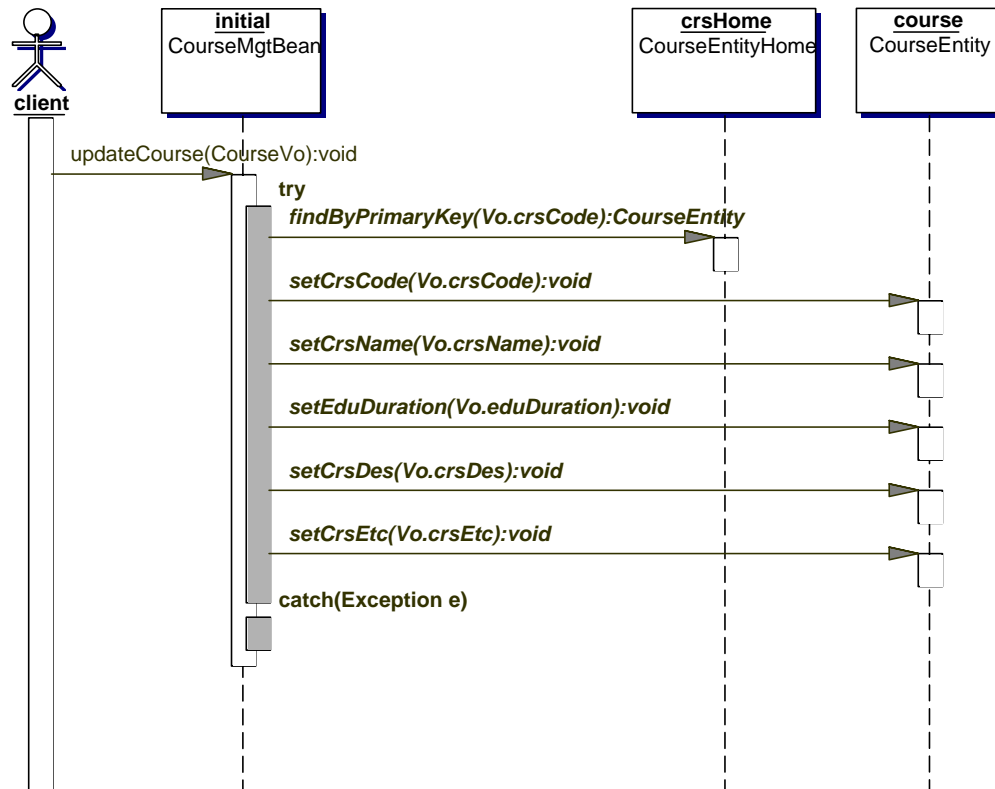 initial
CourseMgtBean
crsHome
CourseEntityHome
course
CourseEntity
client
updateCourse(CourseVo):void
try
findByPrimaryKey(Vo.crsCode):CourseEntity
setCrsCode(Vo.crsCode):void
setCrsName(Vo.crsName):void
setEduDuration(Vo.eduDuration):void
setCrsDes(Vo.crsDes):void
setCrsEtc(Vo.crsEtc):void
catch(Exception e)